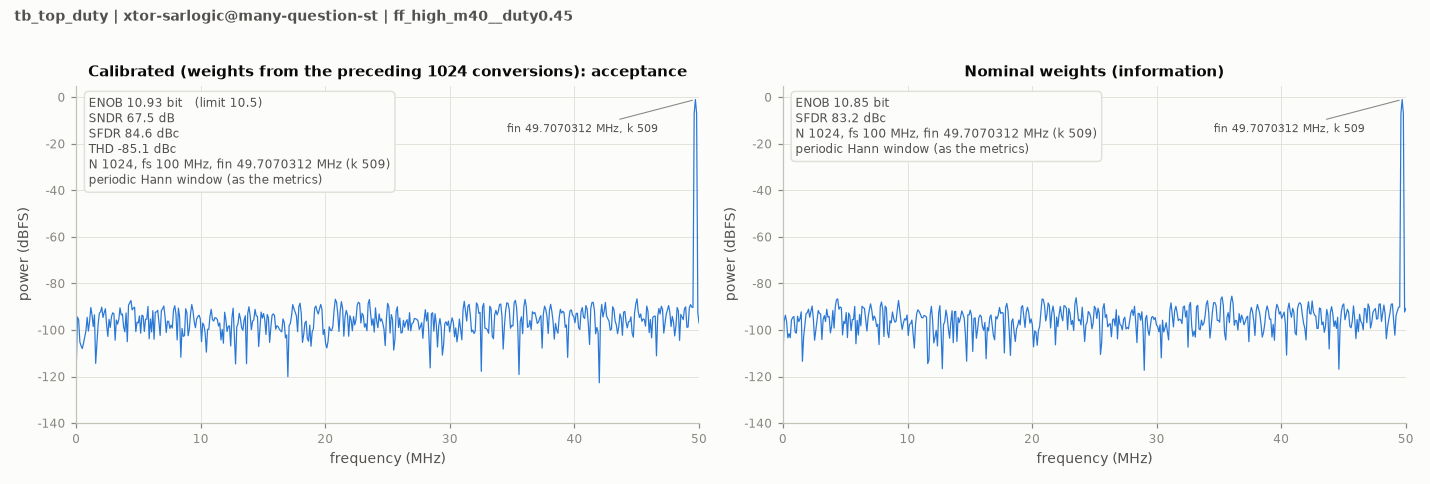 tb_top_duty | xtor-sarlogic@many-question-st | ff_high_m40__duty0.45
Calibrated (weights from the preceding 1024 conversions): acceptance
ENOB 10.93 bit   (limit 10.5)
SNDR 67.5 dB
SFDR 84.6 dBc
THD -85.1 dBc
N 1024, fs 100 MHz, fin 49.7070312 MHz (k 509)
periodic Hann window (as the metrics)
fin 49.7070312 MHz, k 509
power (dBFS)
0
-20
-40
-60
-80
-100
-120
-140
0 10 20 30 40 50
frequency (MHz)
Nominal weights (information)
ENOB 10.85 bit
SFDR 83.2 dBc
N 1024, fs 100 MHz, fin 49.7070312 MHz (k 509)
periodic Hann window (as the metrics)
fin 49.7070312 MHz, k 509
power (dBFS)
0
-20
-40
-60
-80
-100
-120
-140
0 10 20 30 40 50
frequency (MHz)